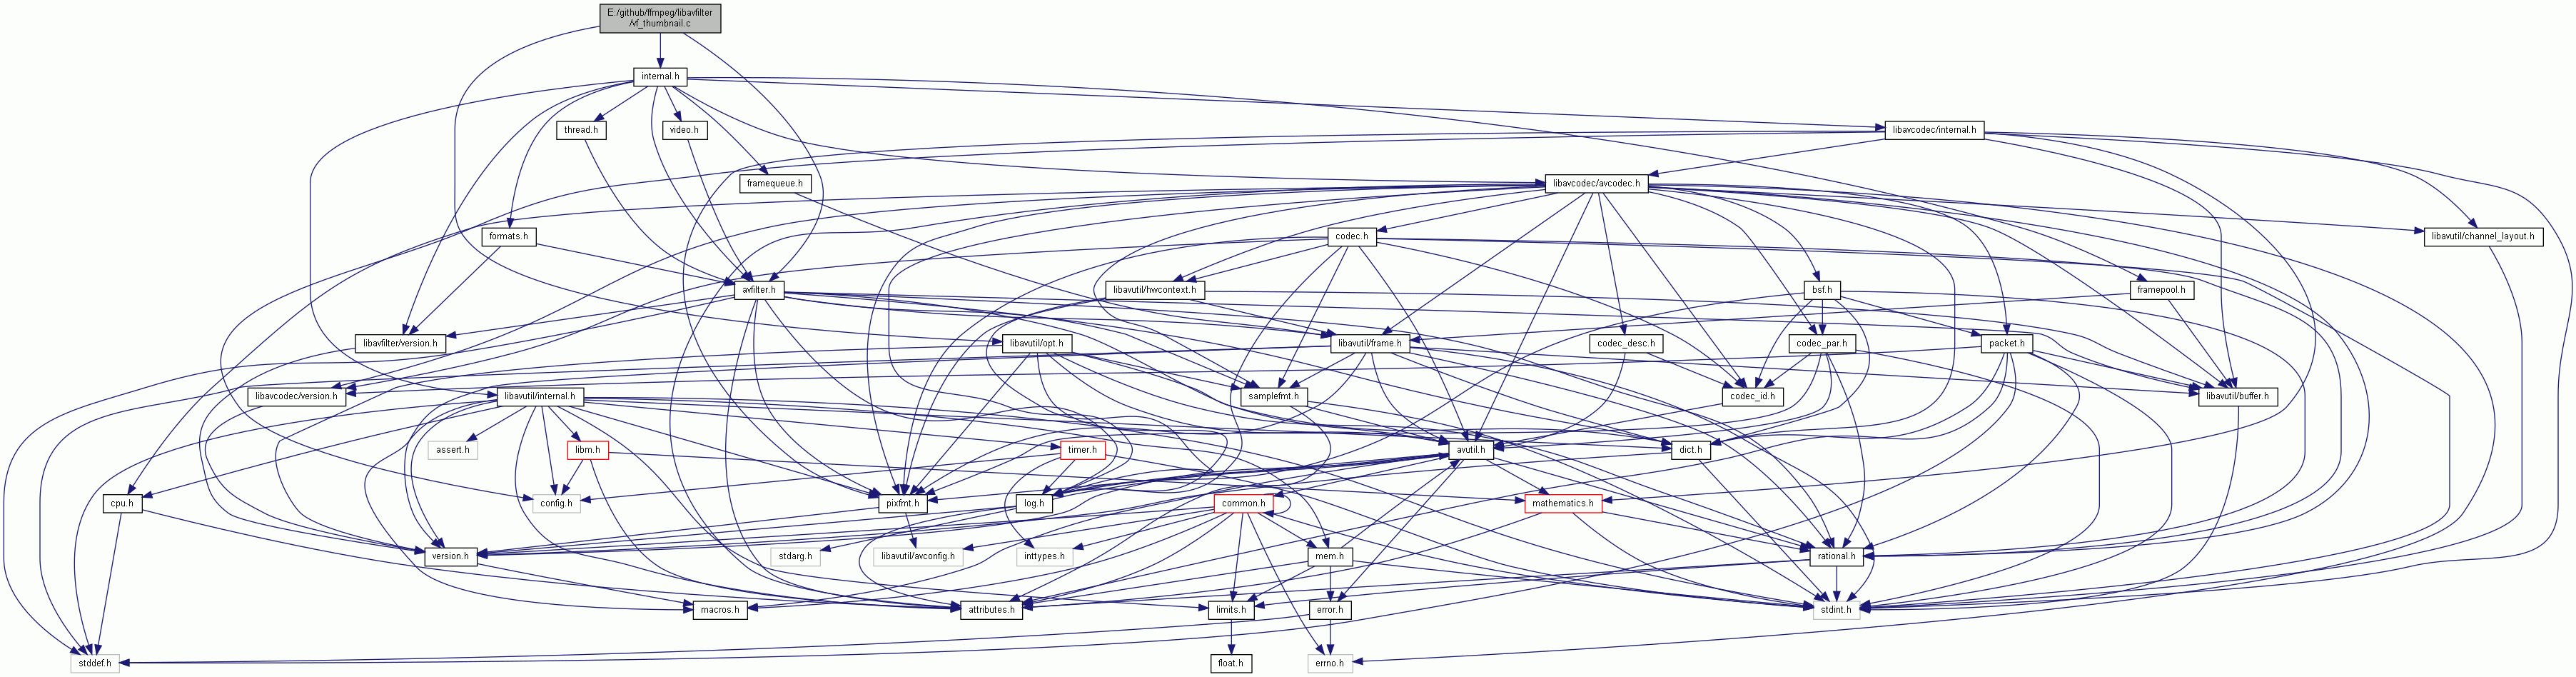 E:/github/ffmpeg/libavfilter
/vf_thumbnail.c
internal.h
thread.h
video.h
libavcodec/internal.h
framequeue.h
libavcodec/avcodec.h
formats.h
codec.h
libavutil/channel_layout.h
avfilter.h
libavutil/hwcontext.h
bsf.h
framepool.h
libavfilter/version.h
libavutil/opt.h
libavutil/frame.h
codec_desc.h
codec_par.h
packet.h
libavcodec/version.h
libavutil/internal.h
samplefmt.h
codec_id.h
libavutil/buffer.h
assert.h
libm.h
timer.h
avutil.h
dict.h
cpu.h
config.h
pixfmt.h
log.h
common.h
mathematics.h
version.h
stdarg.h
libavutil/avconfig.h
inttypes.h
mem.h
rational.h
macros.h
attributes.h
limits.h
error.h
stdint.h
stddef.h
float.h
errno.h